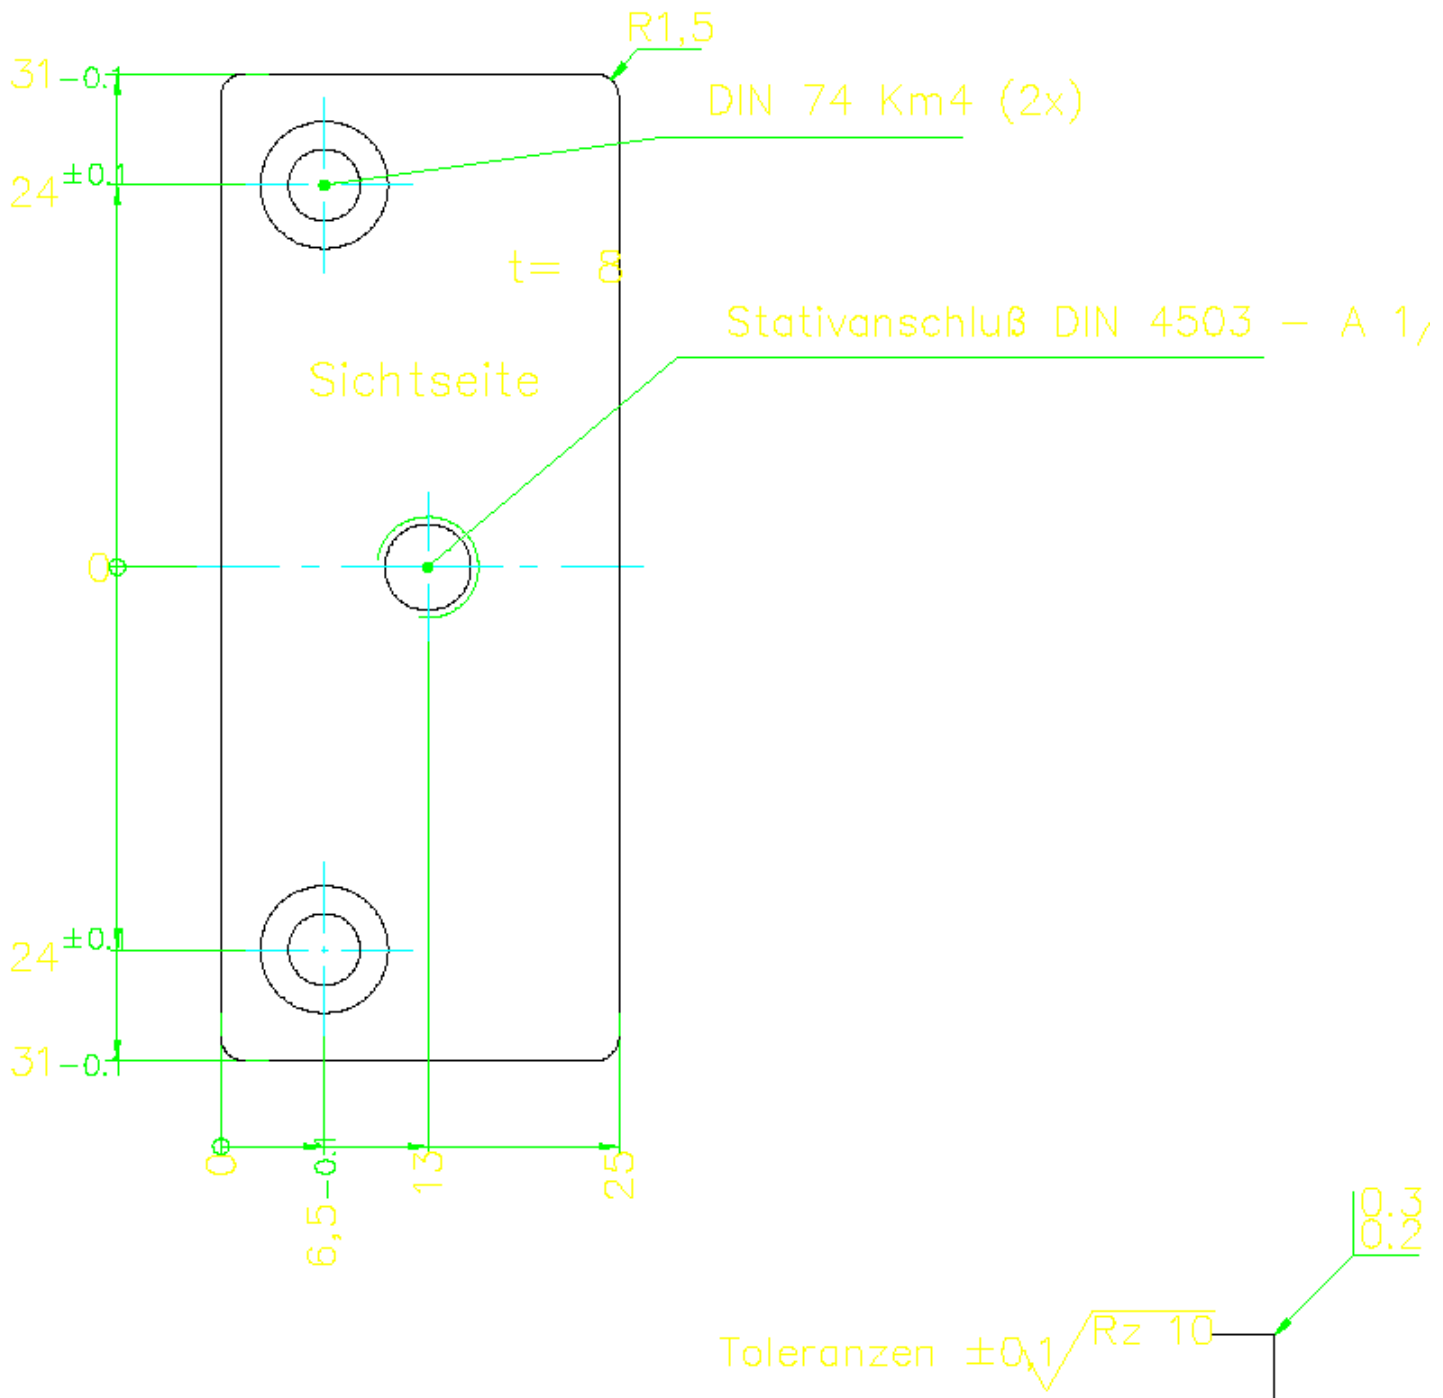 R1,5
31-0.1
DIN 74 Km4 (2x)
24±0.1
t= 8
Stativanschluß DIN 4503 - A 1/
Sichtseite
0
24±0.1
31-0.1
0
6,5-0.1
13
25
0.3
0.2
Rz 10
Toleranzen ±0,1